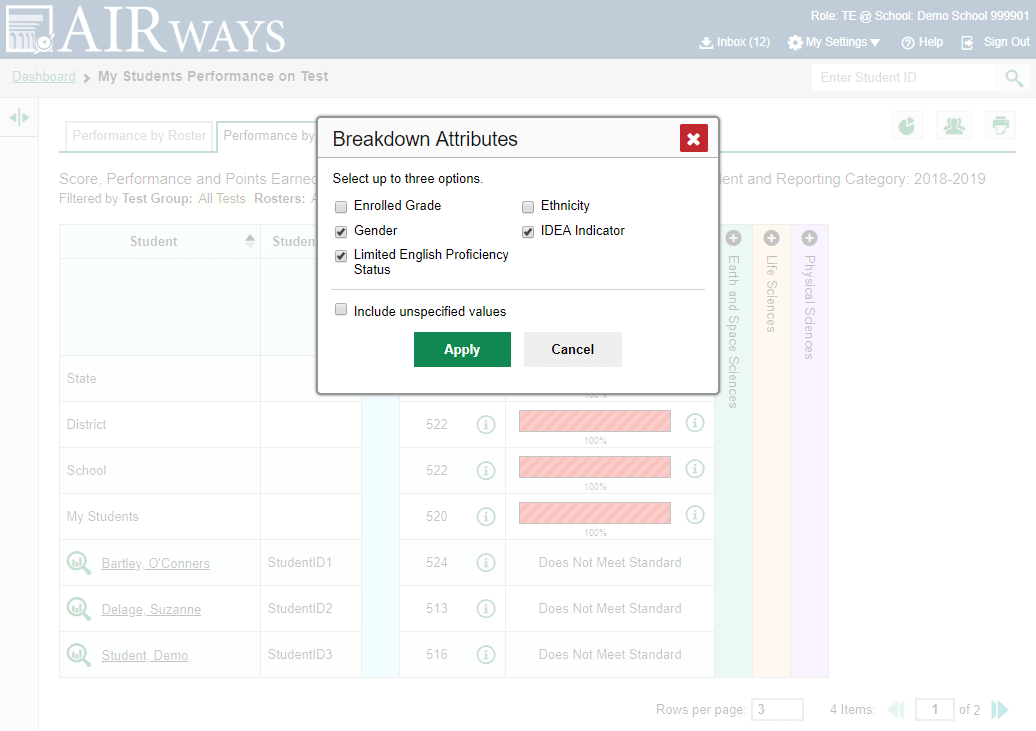 AIRWAYS
Role: TE @ School: Demo School 999901
Inbox (12) My Settings Help Sign Out
Dashboard My Students Performance on Test
Enter Student ID
Performance by Roster Performance by
Breakdown Attributes
Score, Performance and Points Earned
ent and Reporting Category: 2018-2019
Filtered by Test Group: All Tests Rosters:
Select up to three options.
Enrolled Grade Ethnicity
Gender IDEA Indicator
Limited English Proficiency
Status
Include unspecified values
Apply Cancel
Student Studen
Earth and Space Sciences
Life Sciences
Physical Sciences
State
100%
District 522
100%
School 522
100%
My Students 520
100%
Bartley, O'Conners StudentID1 524 Does Not Meet Standard
Delage, Suzanne StudentID2 513 Does Not Meet Standard
Student, Demo StudentID3 516 Does Not Meet Standard
Rows per page: 3 4 Items: 1 of 2